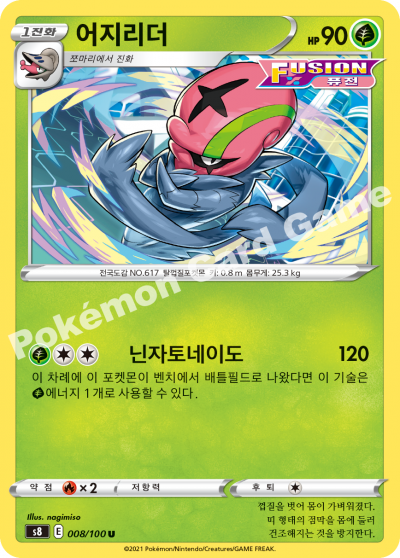 1진화
어지리더
HP 90
쪼마리에서 진화
FUSION
퓨전
전국도감 NO.617 탈껍질포켓몬 키: 0.8 m 몸무게: 25.3 kg
닌자토네이도 120
이 차례에 이 포켓몬이 벤치에서 배틀필드로 나왔다면 이 기술은
에너지 1개로 사용할 수 있다.
Pokémon Card Game
약점 ×2 저항력 후퇴
Illus. nagimiso
s8 E 008/100 U
껍질을 벗어 몸이 가벼워졌다.
띠 형태의 점막을 몸에 둘러
건조해지는 것을 방지한다.
©2021 Pokémon/Nintendo/Creatures/GAME FREAK.